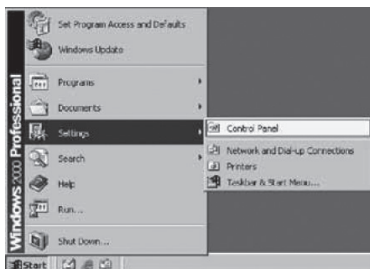 Set Program Access and Defaults
Windows Update
Programs
Documents
Settings
Search
Help
Run...
Shut Down...
Windows 2000 Professional
Control Panel
Network and Dial-up Connections
Printers
Taskbar & Start Menu...
Start